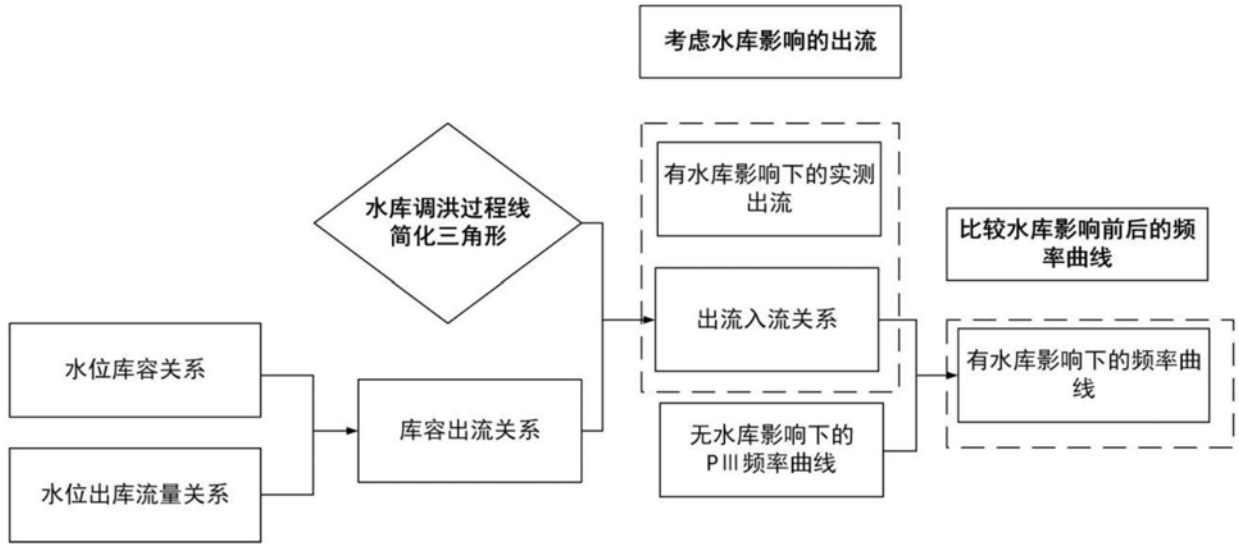 考虑水库影响的出流
水库调洪过程线
简化三角形
有水库影响下的实测
出流
比较水库影响前后的频
率曲线
出流入流关系
水位库容关系
有水库影响下的频率曲
线
库容出流关系
无水库影响下的
PⅢ频率曲线
水位出库流量关系